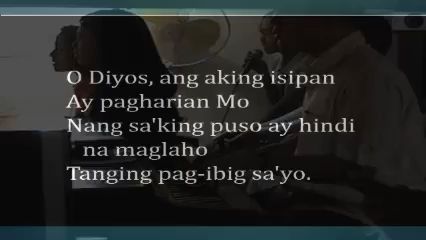 O Diyos, ang aking isipan
Ay pagharian Mo
Nang sa'king puso ay hindi
na maglaho
Tanging pag-ibig sa'yo.